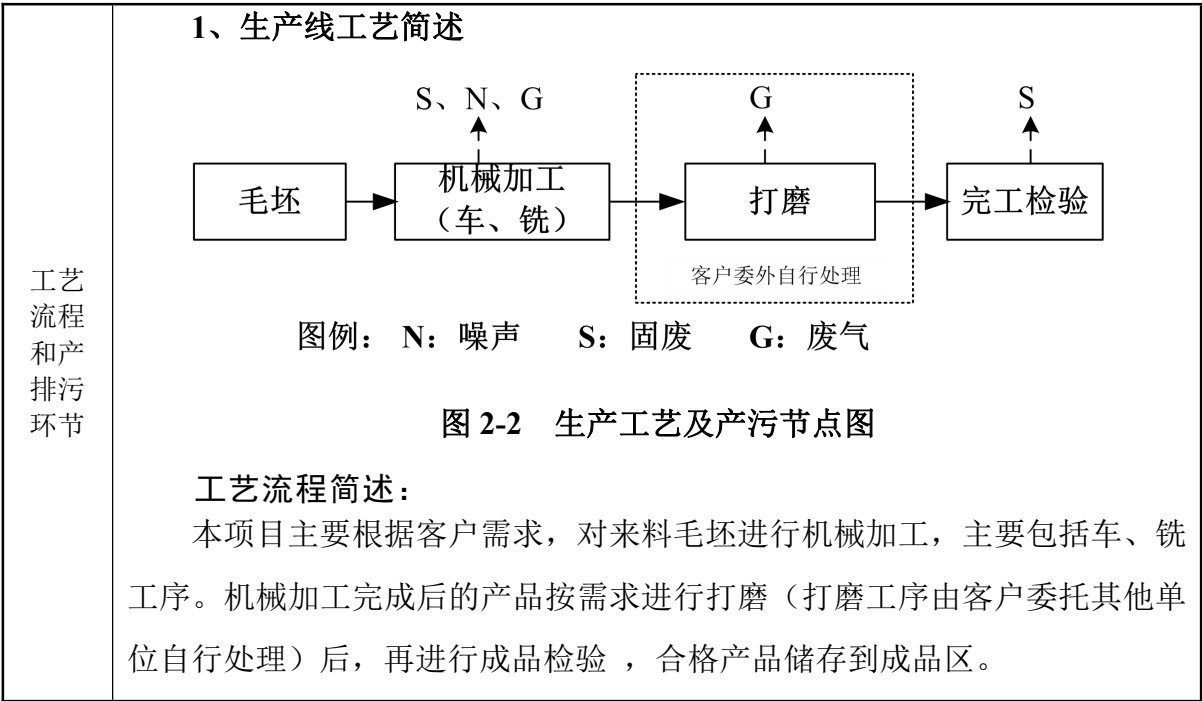 1、生产线工艺简述
S、N、G
G
S
毛坯
机械加工
（车、铣）
打磨
完工检验
客户委外自行处理
图例： N：噪声 S：固废 G：废气
图 2-2 生产工艺及产污节点图
工艺
流程
和产
排污
环节
工艺流程简述：
本项目主要根据客户需求，对来料毛坯进行机械加工，主要包括车、铣
工序。机械加工完成后的产品按需求进行打磨（打磨工序由客户委托其他单
位自行处理）后，再进行成品检验 ，合格产品储存到成品区。